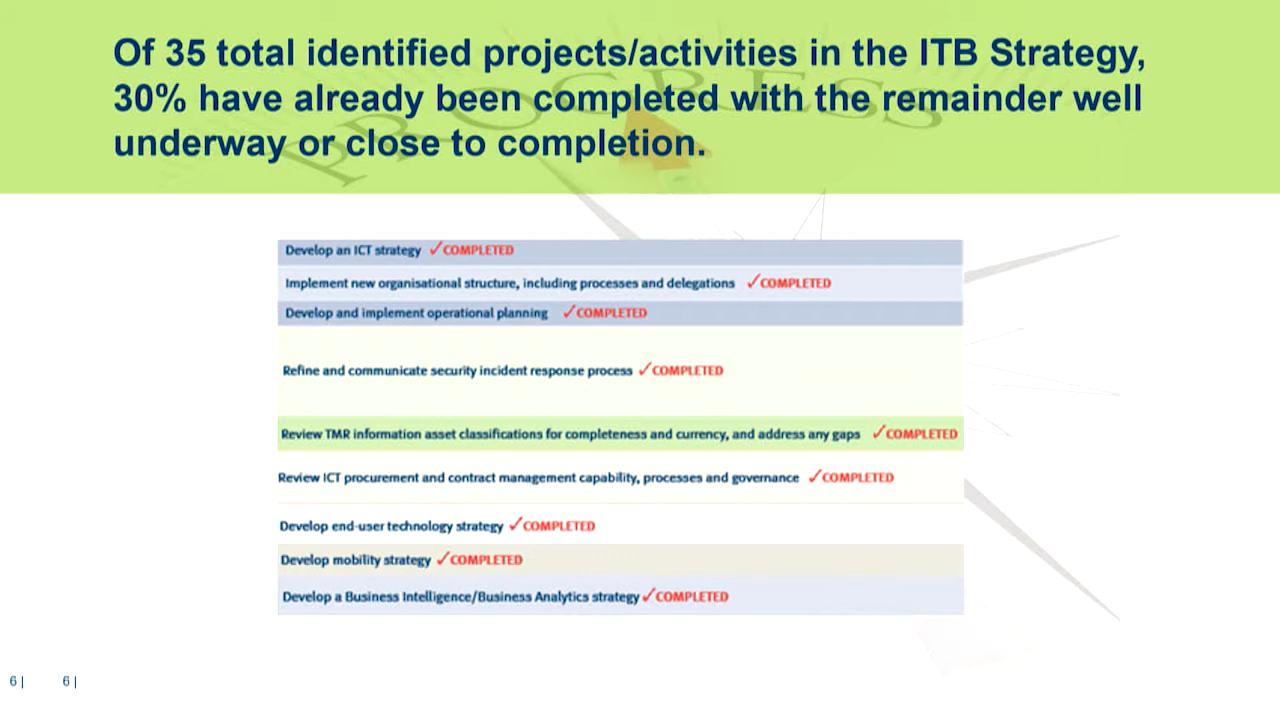 Of 35 total identified projects/activities in the ITB Strategy,
30% have already been completed with the remainder well
underway or close to completion.
PROGRESS
Develop an ICT strategy ✓COMPLETED
Implement new organisational structure, including processes and delegations ✓COMPLETED
Develop and implement operational planning ✓COMPLETED
Refine and communicate security incident response process ✓COMPLETED
Review TMR information asset classifications for completeness and currency, and address any gaps ✓COMPLETED
Review ICT procurement and contract management capability, processes and governance ✓COMPLETED
Develop end-user technology strategy ✓COMPLETED
Develop mobility strategy ✓COMPLETED
Develop a Business Intelligence/Business Analytics strategy ✓COMPLETED
6 | 6 |